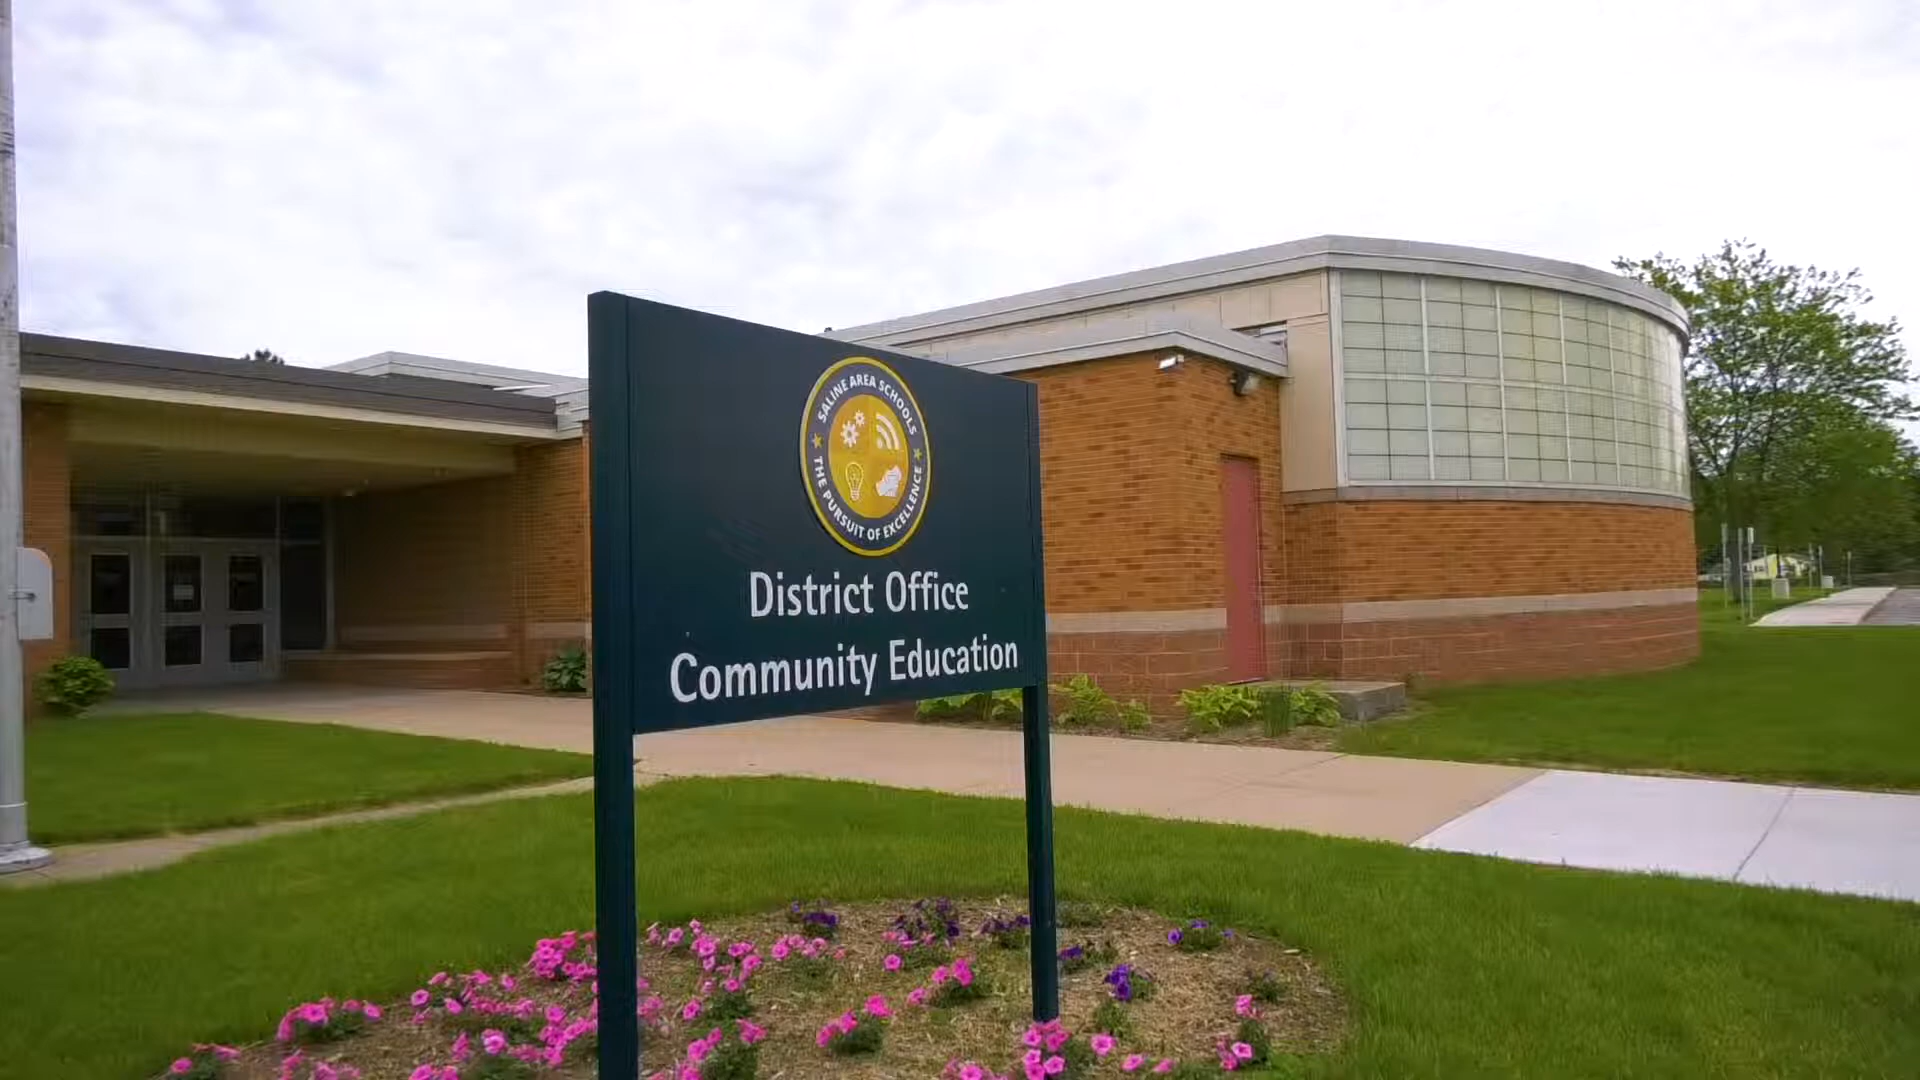 SALINE AREA SCHOOLS
THE PURSUIT OF EXCELLENCE
District Office
Community Education